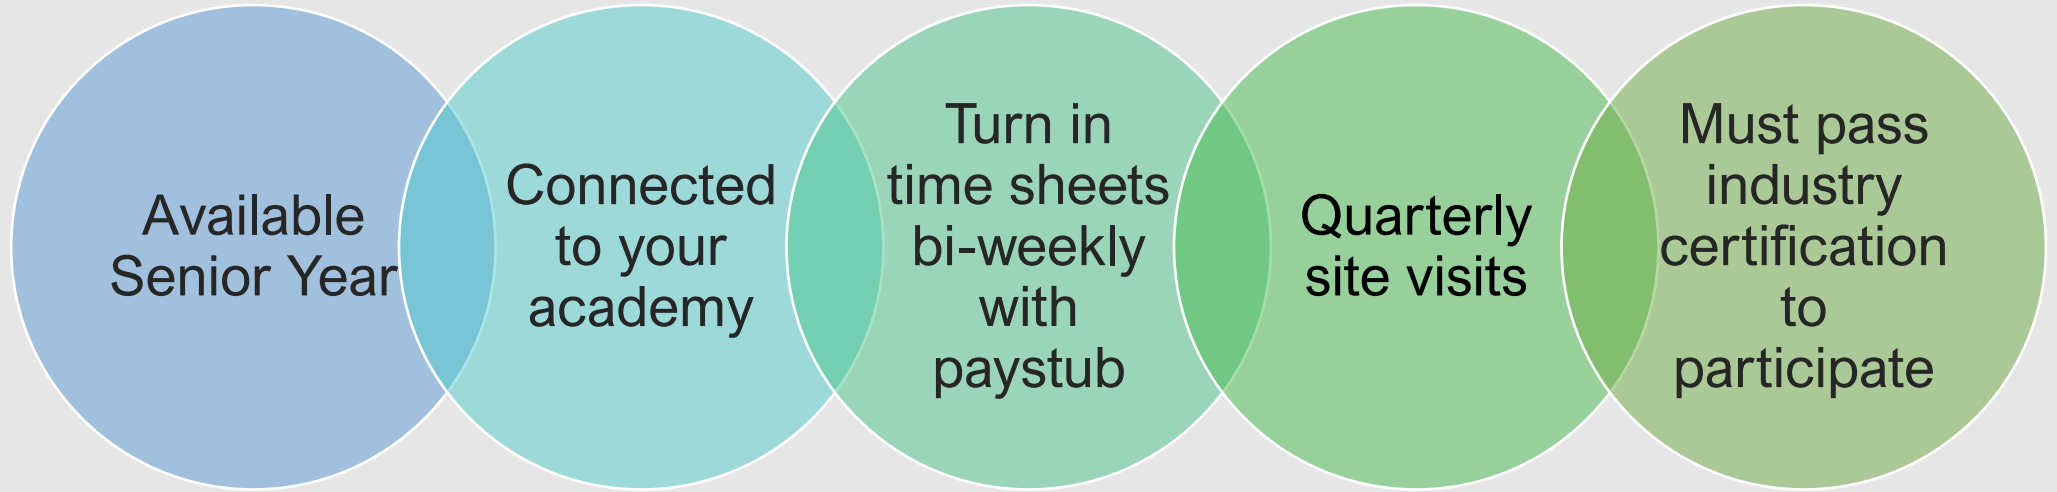 Available
Senior Year
Connected
to your
academy
Turn in
time sheets
bi-weekly
with
paystub
Quarterly
site visits
Must pass
industry
certification
to
participate